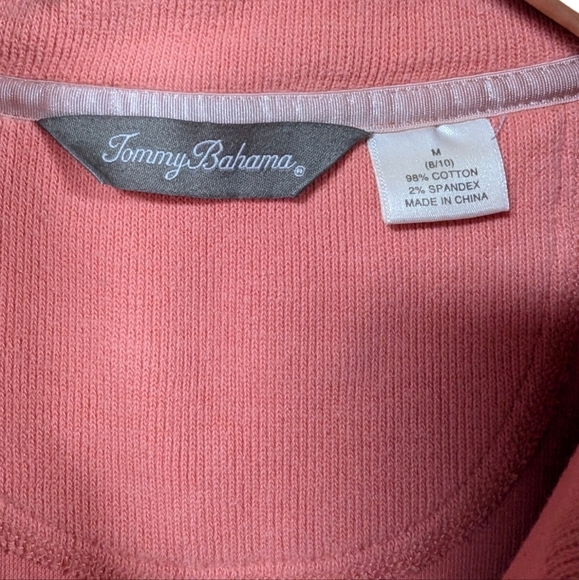 Tommy Bahama®
M
(8/10)
98% COTTON
2% SPANDEX
MADE IN CHINA